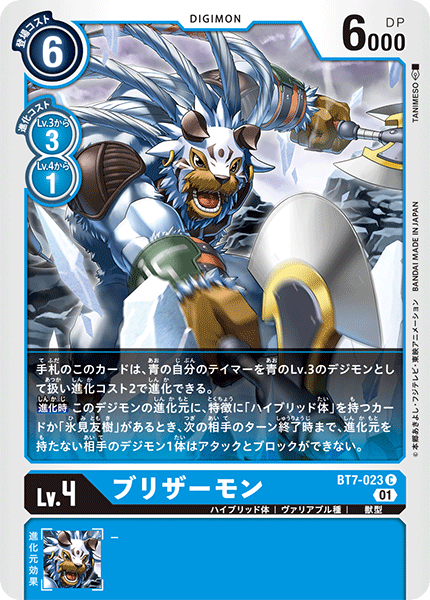 DIGIMON
登場コスト
6
6000
DP
進化コスト
Lv.3から
3
Lv.4から
1
TANIMESO
©本郷あきよし・フジテレビ・東映アニメーション
BANDAI MADE IN JAPAN
手札のこのカードは、青の自分のテイマーを青のLv.3のデジモンとし
て扱い進化コスト2で進化できる。
進化時 このデジモンの進化元に、特徴に「ハイブリッド体」を持つカー
ドか「氷見友樹」があるとき、次の相手のターン終了時まで、進化元を
持たない相手のデジモン1体はアタックとブロックができない。
BT7-023 C
Lv.4
ブリザーモン
01
ハイブリッド体
ヴァリアブル種
獣型
進化元効果
-